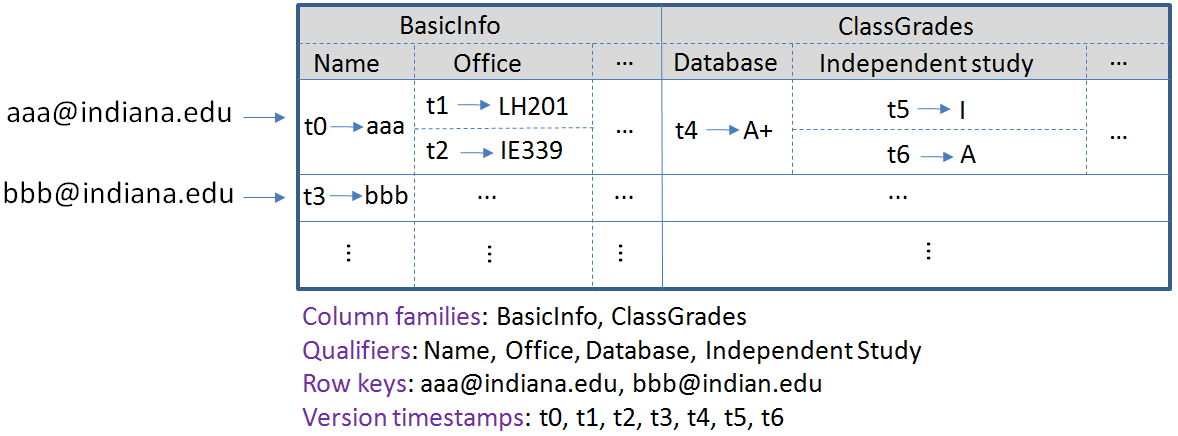 BasicInfo ClassGrades
Name Office ... Database Independent study ...
aaa@indiana.edu t0 aaa t1 LH201 ... t4 A+ t5 I ...
t2 IE339 t6 A
bbb@indiana.edu t3 bbb ... ... ...
⋮ ⋮ ⋮ ⋮
Column families: BasicInfo, ClassGrades
Qualifiers: Name, Office, Database, Independent Study
Row keys: aaa@indiana.edu, bbb@indian.edu
Version timestamps: t0, t1, t2, t3, t4, t5, t6